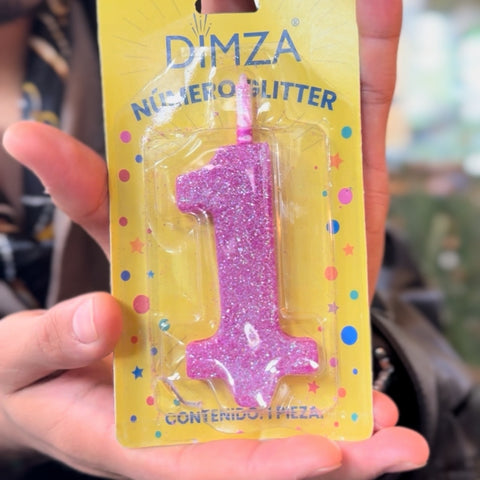 DIMZA®
NÚMERO GLITTER
1
CONTENIDO: 1 PIEZA.